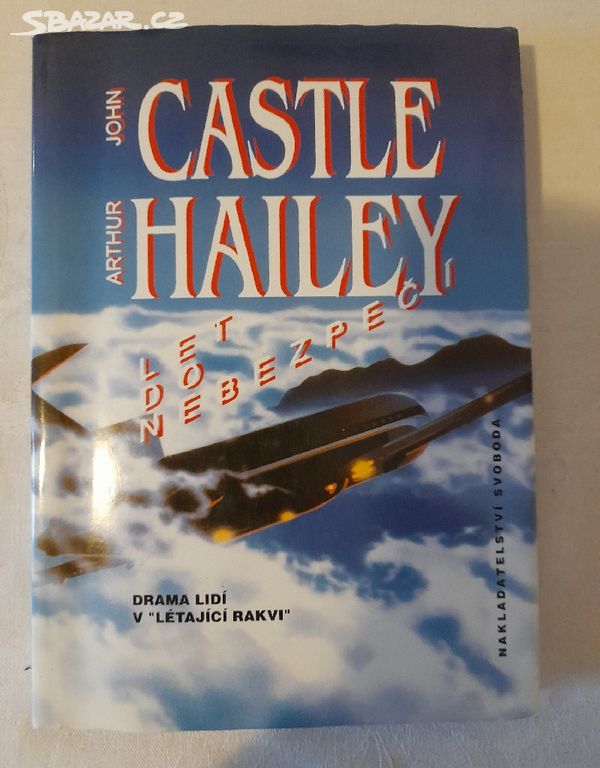 SBAZAR.CZ
JOHN CASTLE
ARTHUR HAILEY
LET
DO
NEBEZPEČÍ
DRAMA LIDÍ
V "LÉTAJÍCÍ RAKVI"
NAKLADATELSTVÍ SVOBODA